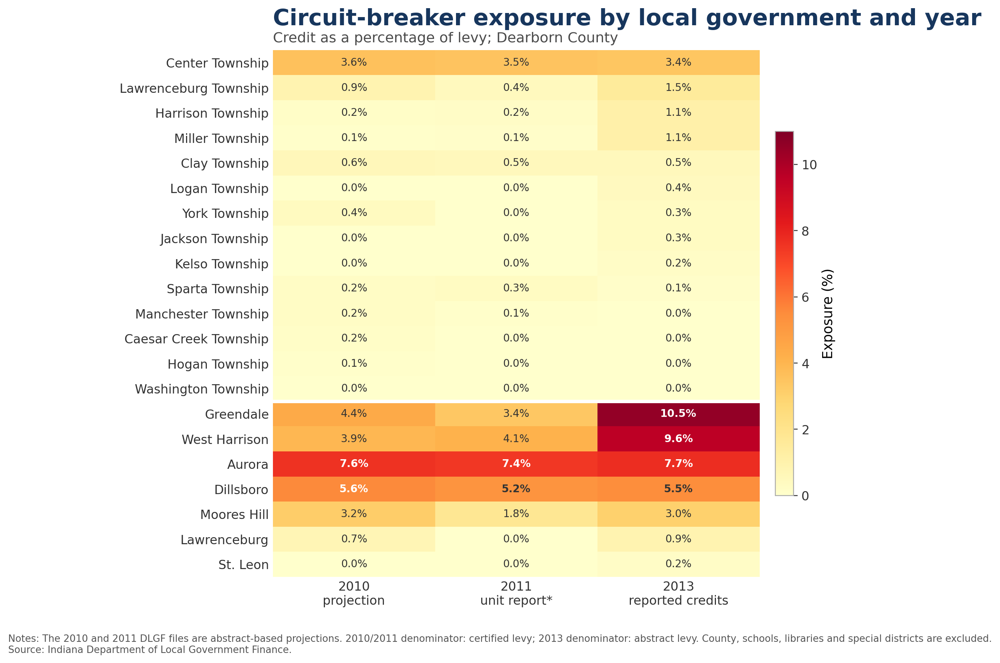 Circuit-breaker exposure by local government and year
Credit as a percentage of levy; Dearborn County
Center Township 3.6% 3.5% 3.4%
Lawrenceburg Township 0.9% 0.4% 1.5%
Harrison Township 0.2% 0.2% 1.1%
Miller Township 0.1% 0.1% 1.1%
Clay Township 0.6% 0.5% 0.5%
Logan Township 0.0% 0.0% 0.4%
York Township 0.4% 0.0% 0.3%
Jackson Township 0.0% 0.0% 0.3%
Kelso Township 0.0% 0.0% 0.2%
Sparta Township 0.2% 0.3% 0.1%
Manchester Township 0.2% 0.1% 0.0%
Caesar Creek Township 0.2% 0.0% 0.0%
Hogan Township 0.1% 0.0% 0.0%
Washington Township 0.0% 0.0% 0.0%
Greendale 4.4% 3.4% 10.5%
West Harrison 3.9% 4.1% 9.6%
Aurora 7.6% 7.4% 7.7%
Dillsboro 5.6% 5.2% 5.5%
Moores Hill 3.2% 1.8% 3.0%
Lawrenceburg 0.7% 0.0% 0.9%
St. Leon 0.0% 0.0% 0.2%
2010 2011 2013
projection unit report* reported credits
10
8
6
4
2
0
Exposure (%)
Notes: The 2010 and 2011 DLGF files are abstract-based projections. 2010/2011 denominator: certified levy; 2013 denominator: abstract levy. County, schools, libraries and special districts are excluded.
Source: Indiana Department of Local Government Finance.